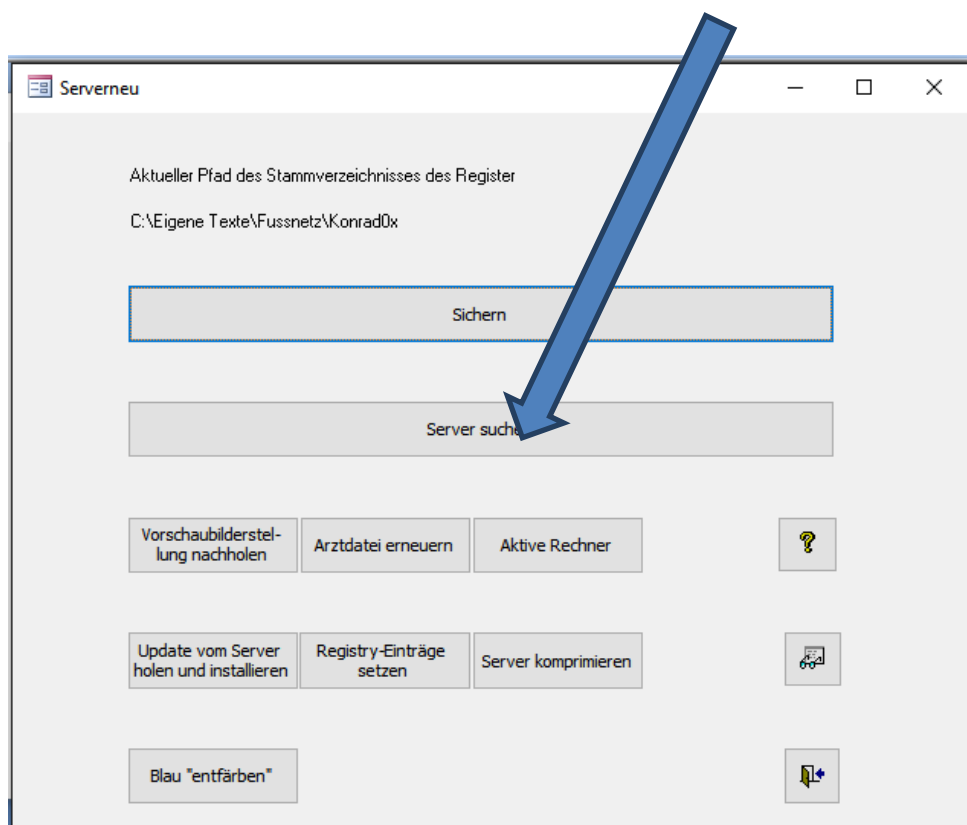 Serverneu
Aktueller Pfad des Stammverzeichnisses des Register
C:\Eigene Texte\Fussnetz\Konrad0x
Sichern
Server suche
Vorschaubilderstel-
lung nachholen
Arztdatei erneuern
Aktive Rechner
?
Update vom Server
holen und installieren
Registry-Einträge
setzen
Server komprimieren
Blau "entfärben"